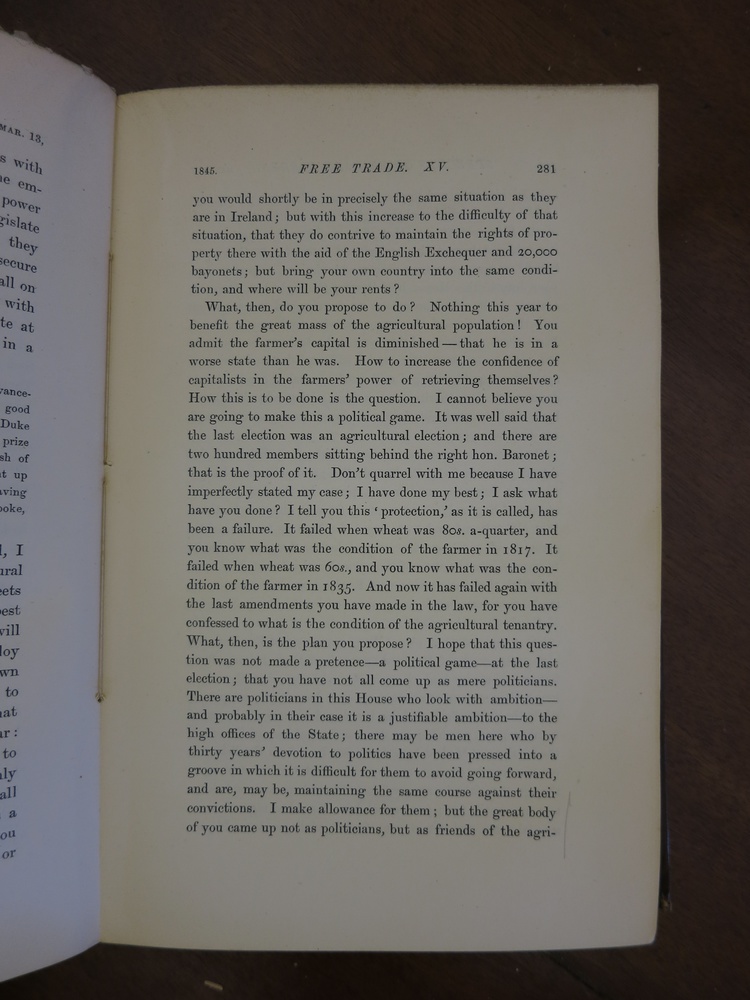 MAR. 13,
s with
e em-
power
gislate
they
secure
all on
with
te at
in a
vance-
good
Duke
prize
sh of
t up
aving
oke,
l, I
ural
eets
est
will
loy
wn
to
hat
ar :
to
nly
all
a
ou
or
1845. FREE TRADE. XV. 281
you would shortly be in precisely the same situation as they
are in Ireland; but with this increase to the difficulty of that
situation, that they do contrive to maintain the rights of pro-
perty there with the aid of the English Exchequer and 20,000
bayonets; but bring your own country into the same condi-
tion, and where will be your rents?
What, then, do you propose to do? Nothing this year to
benefit the great mass of the agricultural population! You
admit the farmer's capital is diminished—that he is in a
worse state than he was. How to increase the confidence of
capitalists in the farmers' power of retrieving themselves?
How this is to be done is the question. I cannot believe you
are going to make this a political game. It was well said that
the last election was an agricultural election; and there are
two hundred members sitting behind the right hon. Baronet;
that is the proof of it. Don't quarrel with me because I have
imperfectly stated my case; I have done my best; I ask what
have you done? I tell you this 'protection,' as it is called, has
been a failure. It failed when wheat was 80s. a-quarter, and
you know what was the condition of the farmer in 1817. It
failed when wheat was 60s., and you know what was the con-
dition of the farmer in 1835. And now it has failed again with
the last amendments you have made in the law, for you have
confessed to what is the condition of the agricultural tenantry.
What, then, is the plan you propose? I hope that this ques-
tion was not made a pretence—a political game—at the last
election; that you have not all come up as mere politicians.
There are politicians in this House who look with ambition—
and probably in their case it is a justifiable ambition—to the
high offices of the State; there may be men here who by
thirty years' devotion to politics have been pressed into a
groove in which it is difficult for them to avoid going forward,
and are, may be, maintaining the same course against their
convictions. I make allowance for them; but the great body
of you came up not as politicians, but as friends of the agri-